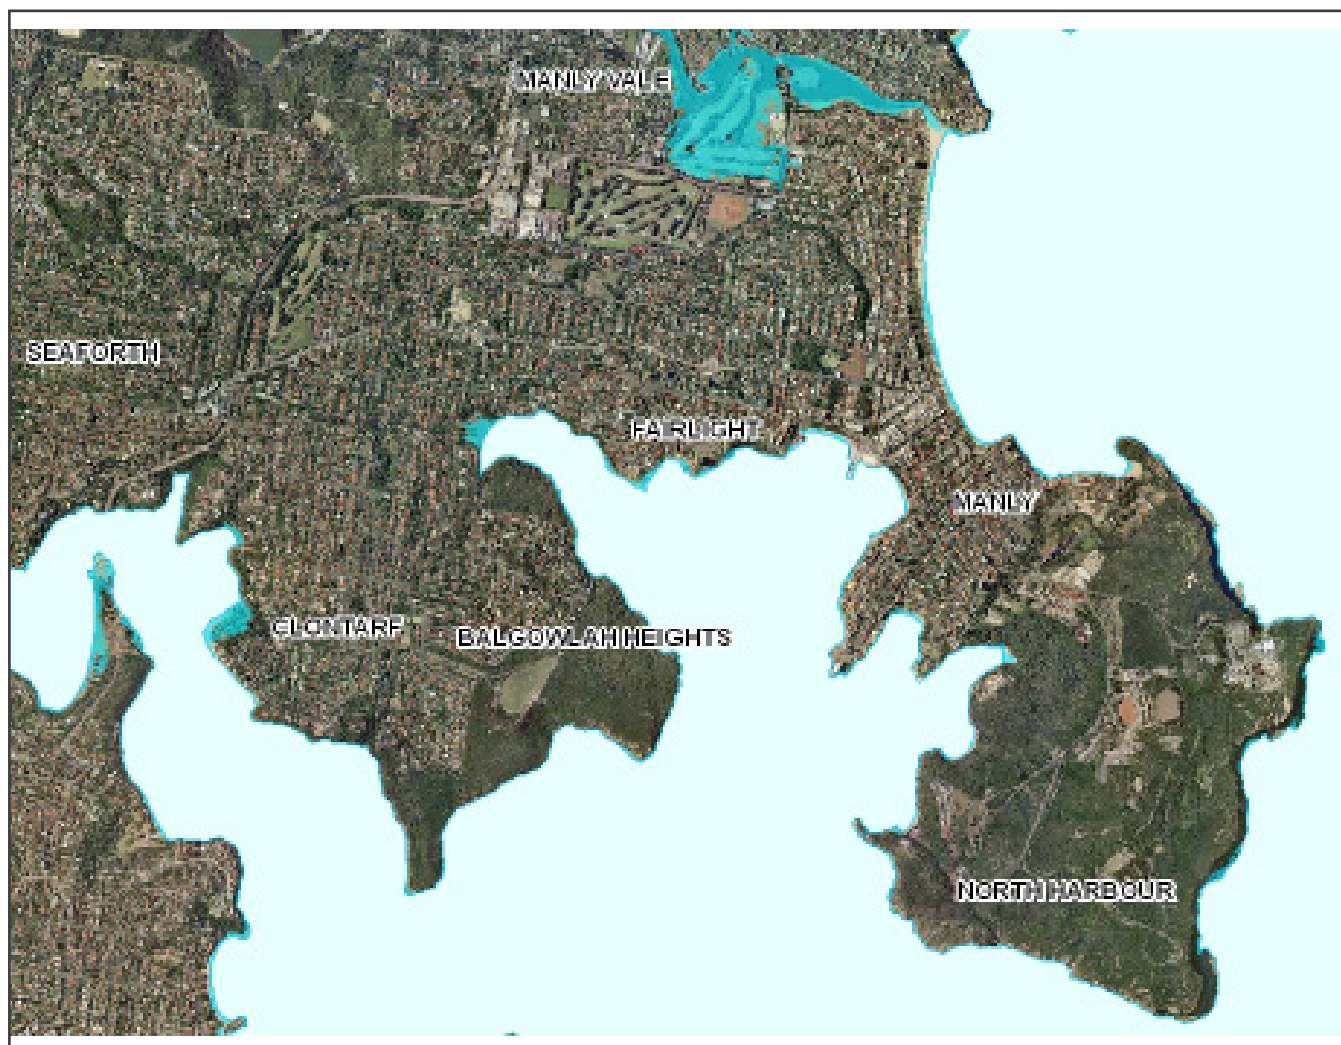 MANLY VALE
SEAFORTH
FAIRLIGHT
MANLY
CLONTARF
BALGOWLAH HEIGHTS
NORTH HARBOUR